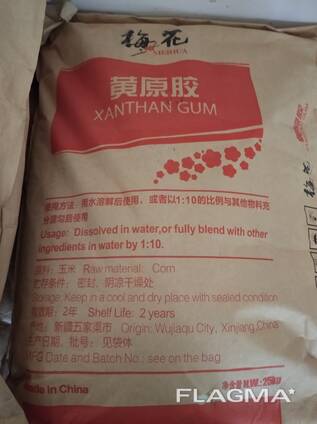 梅花
MEIHUA
黄原胶
XANTHAN GUM
使用方法：用水溶解后使用，或者以1:10的比例与其他物料充
分混匀后使用
Usage: Dissolved in water,or fully blend with other
ingredients in water by 1:10.
原料：玉米 Raw material: Corn
贮存条件：密封、阴凉干燥处
Storage: Keep in a cool and dry place with sealed condition
保质期：2年 Shelf Life: 2 years
产地：新疆五家渠市 Origin: Wujiaqu City, Xinjiang,China
生产日期、批号：见袋体
MFG Date and Batch No.: see on the bag
Made in China
净含量N.W.: 25kg
FLAGMA